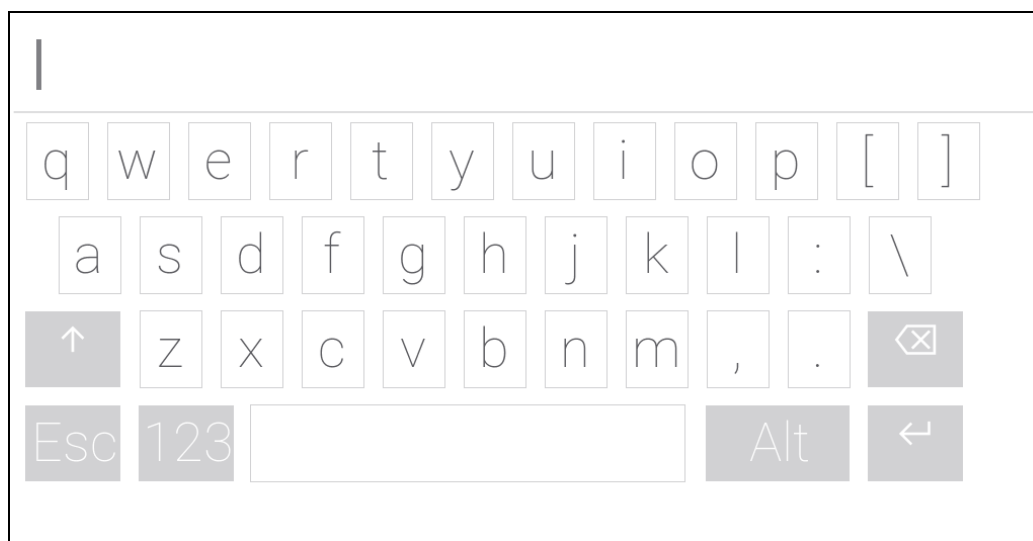 q w e r t y u i o p [ ]
a s d f g h j k l : \
↑ z x c v b n m , . ⌫
Esc 123 Alt ↵